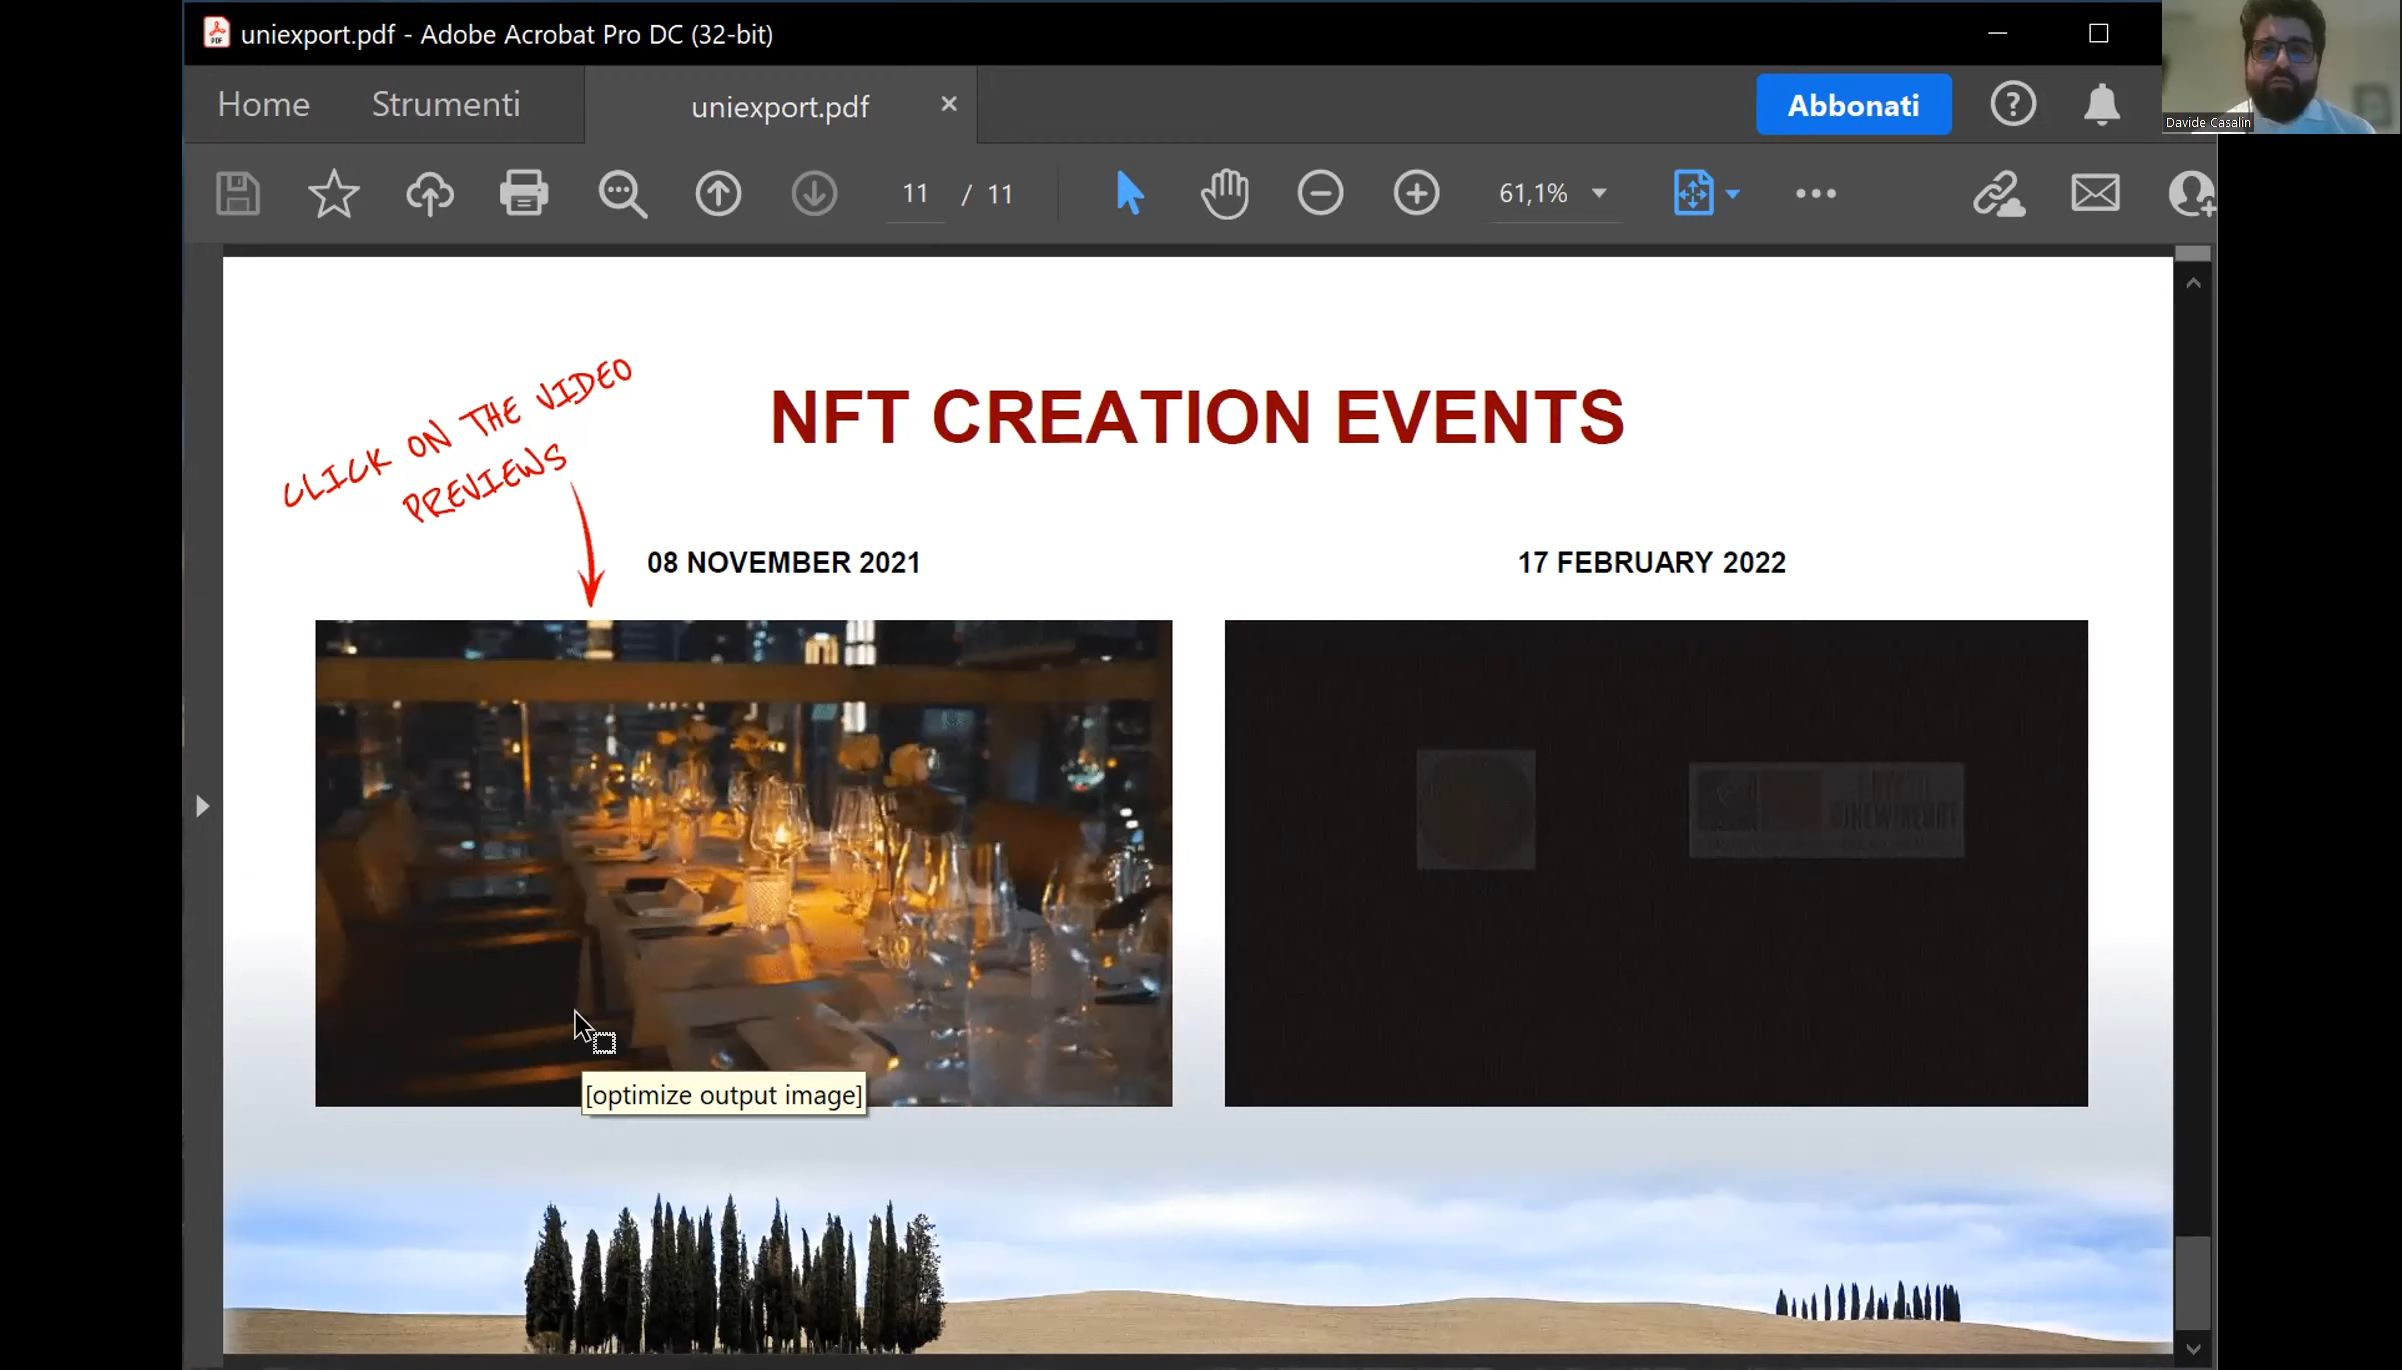 uniexport.pdf - Adobe Acrobat Pro DC (32-bit)
Home
Strumenti
uniexport.pdf
Abbonati
Davide Casalin
11 / 11
61,1%
CLICK ON THE VIDEO
PREVIEWS
NFT CREATION EVENTS
08 NOVEMBER 2021
17 FEBRUARY 2022
[optimize output image]